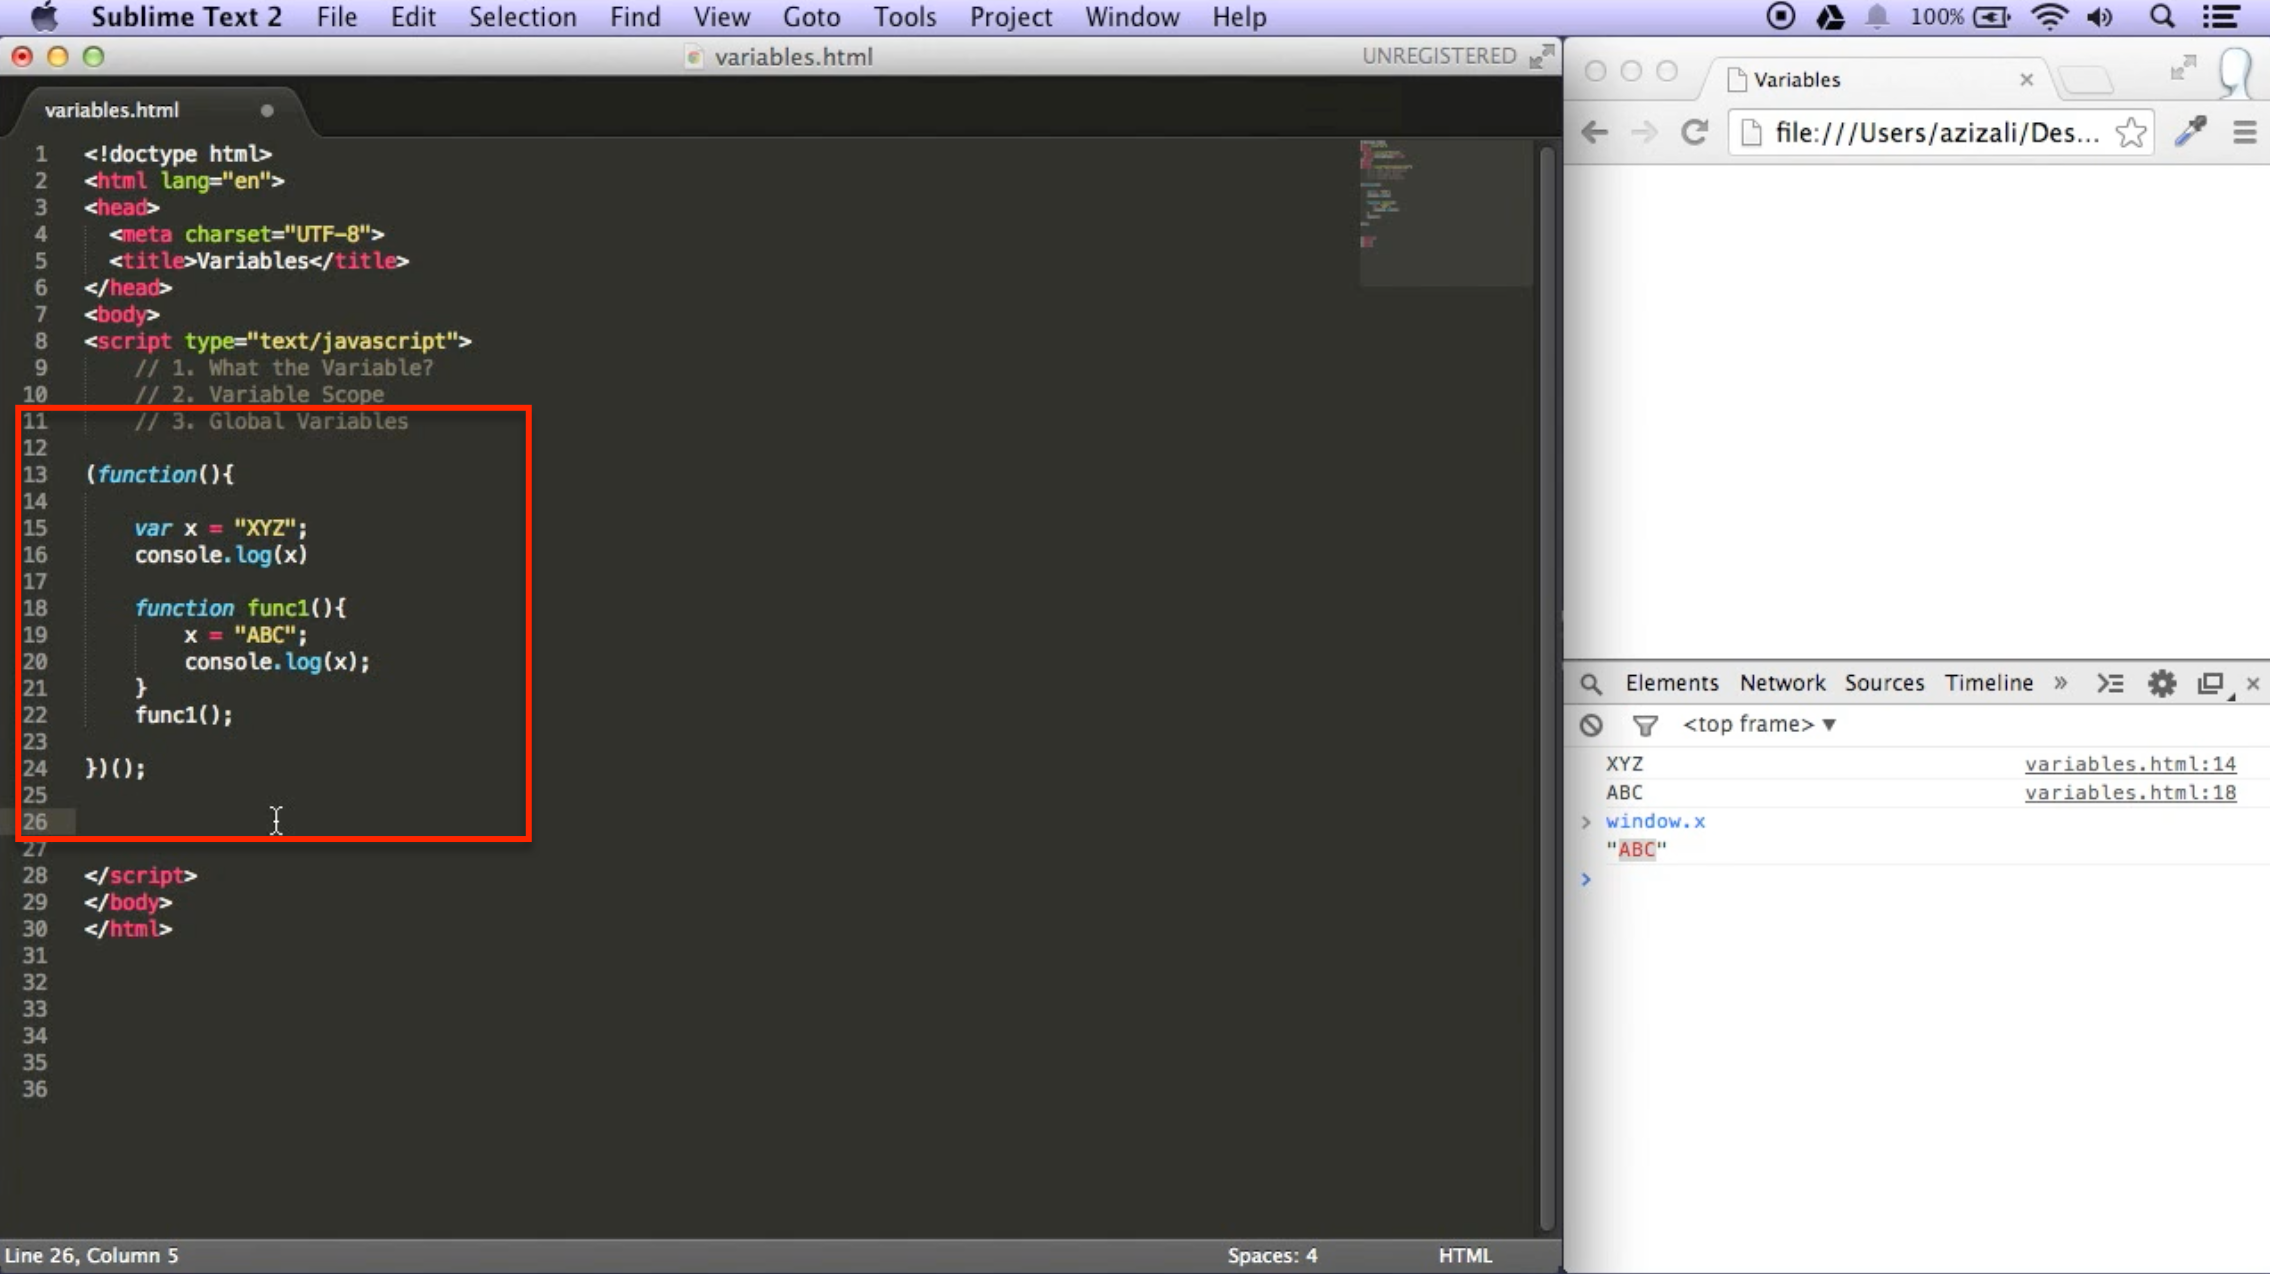 Sublime Text 2 File Edit Selection Find View Goto Tools Project Window Help 100%
variables.html UNREGISTERED
variables.html
1 <!doctype html>
2 <html lang="en">
3 <head>
4 <meta charset="UTF-8">
5 <title>Variables</title>
6 </head>
7 <body>
8 <script type="text/javascript">
9 // 1. What the Variable?
10 // 2. Variable Scope
11 // 3. Global Variables
12
13 (function(){
14
15 var x = "XYZ";
16 console.log(x)
17
18 function func1(){
19 x = "ABC";
20 console.log(x);
21 }
22 func1();
23
24 })();
25
26
27
28 </script>
29 </body>
30 </html>
31
32
33
34
35
36
Line 26, Column 5 Spaces: 4 HTML
Variables
file:///Users/azizali/Des...
Elements Network Sources Timeline »
<top frame> ▼
XYZ variables.html:14
ABC variables.html:18
> window.x
"ABC"
>